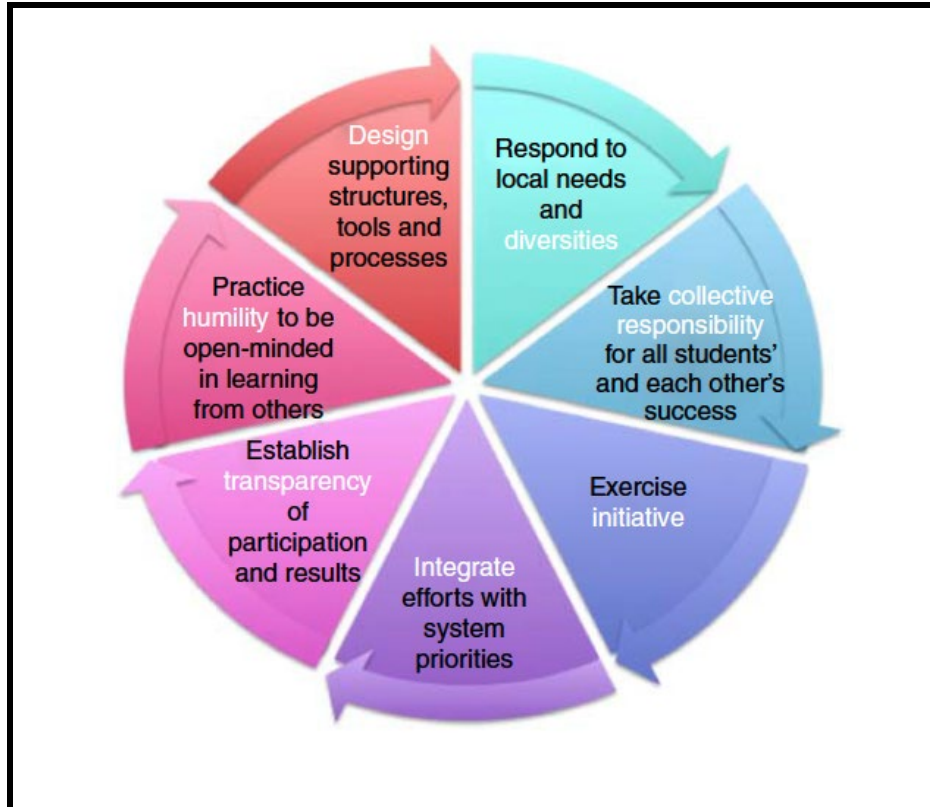 Respond to
local needs
and
diversities
Take collective
responsibility
for all students’
and each other’s
success
Exercise
initiative
Integrate
efforts with
system
priorities
Establish
transparency
of
participation
and results
Practice
humility to be
open-minded
in learning
from others
Design
supporting
structures,
tools and
processes